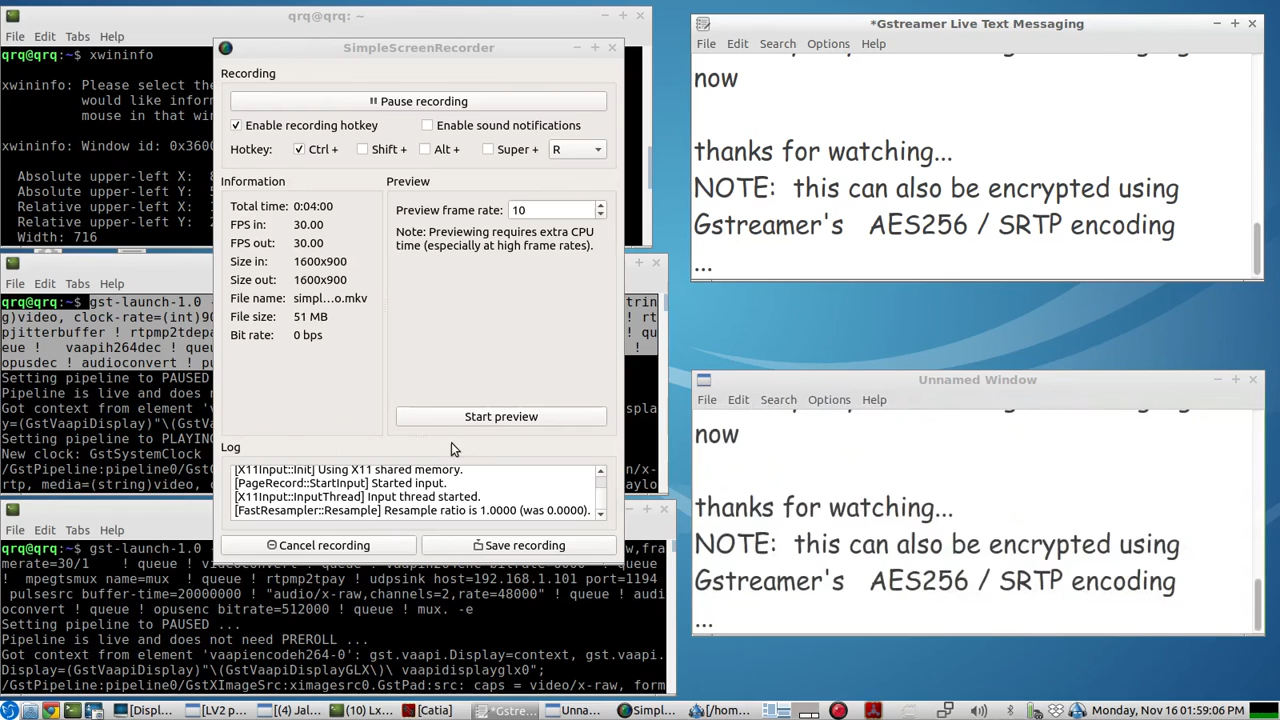 qrq@qrq: ~
File Edit Tabs Help
qrq@qrq:~$ xwininfo
xwininfo: Please select the
would like infor
mouse in that win
xwininfo: Window id: 0x3600
Absolute upper-left X:
Absolute upper-left Y:
Relative upper-left X:
Relative upper-left Y:
Width: 716
SimpleScreenRecorder
Recording
Pause recording
Enable recording hotkey
Enable sound notifications
Hotkey: Ctrl + Shift + Alt + Super + R
Information
Total time: 0:04:00
FPS in: 30.00
FPS out: 30.00
Size in: 1600x900
Size out: 1600x900
File name: simpl...o.mkv
File size: 51 MB
Bit rate: 0 bps
Preview
Preview frame rate: 10
Note: Previewing requires extra CPU
time (especially at high frame rates).
Start preview
Log
[X11Input::Init] Using X11 shared memory.
[PageRecord::StartInput] Started input.
[X11Input::InputThread] Input thread started.
[FastResampler::Resample] Resample ratio is 1.0000 (was 0.0000).
Cancel recording
Save recording
File Edit Tabs Help
qrq@qrq:~$ gst-launch-1.0 trin
g)video, clock-rate=(int)90 ! rt
pjitterbuffer ! rtpmp2tdepa ! qu
eue ! vaapih264dec ! queu !
opusdec ! audioconvert ! pu
Setting pipeline to PAUSED
Pipeline is live and does n
Got context from element 'v ispla
y=(GstVaapiDisplay)"\(GstVa
Setting pipeline to PLAYING
New clock: GstSystemClock
/GstPipeline:pipeline0/GstU n/x-
rtp, media=(string)video, c aylo
File Edit Tabs Help
qrq@qrq:~$ gst-launch-1.0 w,fra
merate=30/1 ! queue ! videoconvert ! queue ! vaapiencodeh264 bitrate=6000 ! queue
! mpegtsmux name=mux ! queue ! rtpmp2tpay ! udpsink host=192.168.1.101 port=1194
pulsesrc buffer-time=20000000 ! "audio/x-raw,channels=2,rate=48000" ! queue ! audi
oconvert ! queue ! opusenc bitrate=512000 ! queue ! mux. -e
Setting pipeline to PAUSED ...
Pipeline is live and does not need PREROLL ...
Got context from element 'vaapiencodeh264-0': gst.vaapi.Display=context, gst.vaapi.
Display=(GstVaapiDisplay)"\(GstVaapiDisplayGLX\)\ vaapidisplayglx0";
/GstPipeline:pipeline0/GstXImageSrc:ximagesrc0.GstPad:src: caps = video/x-raw, form
*Gstreamer Live Text Messaging
File Edit Search Options Help
now
thanks for watching...
NOTE: this can also be encrypted using
Gstreamer's AES256 / SRTP encoding
...
Unnamed Window
File Edit Search Options Help
now
thanks for watching...
NOTE: this can also be encrypted using
Gstreamer's AES256 / SRTP encoding
...
[Displ... [LV2 p... [(4) Jal... (10) Lx... [Catia] *Gstre... Unna... Simpl... [/hom...
Monday, Nov 16, 01:59:06 PM